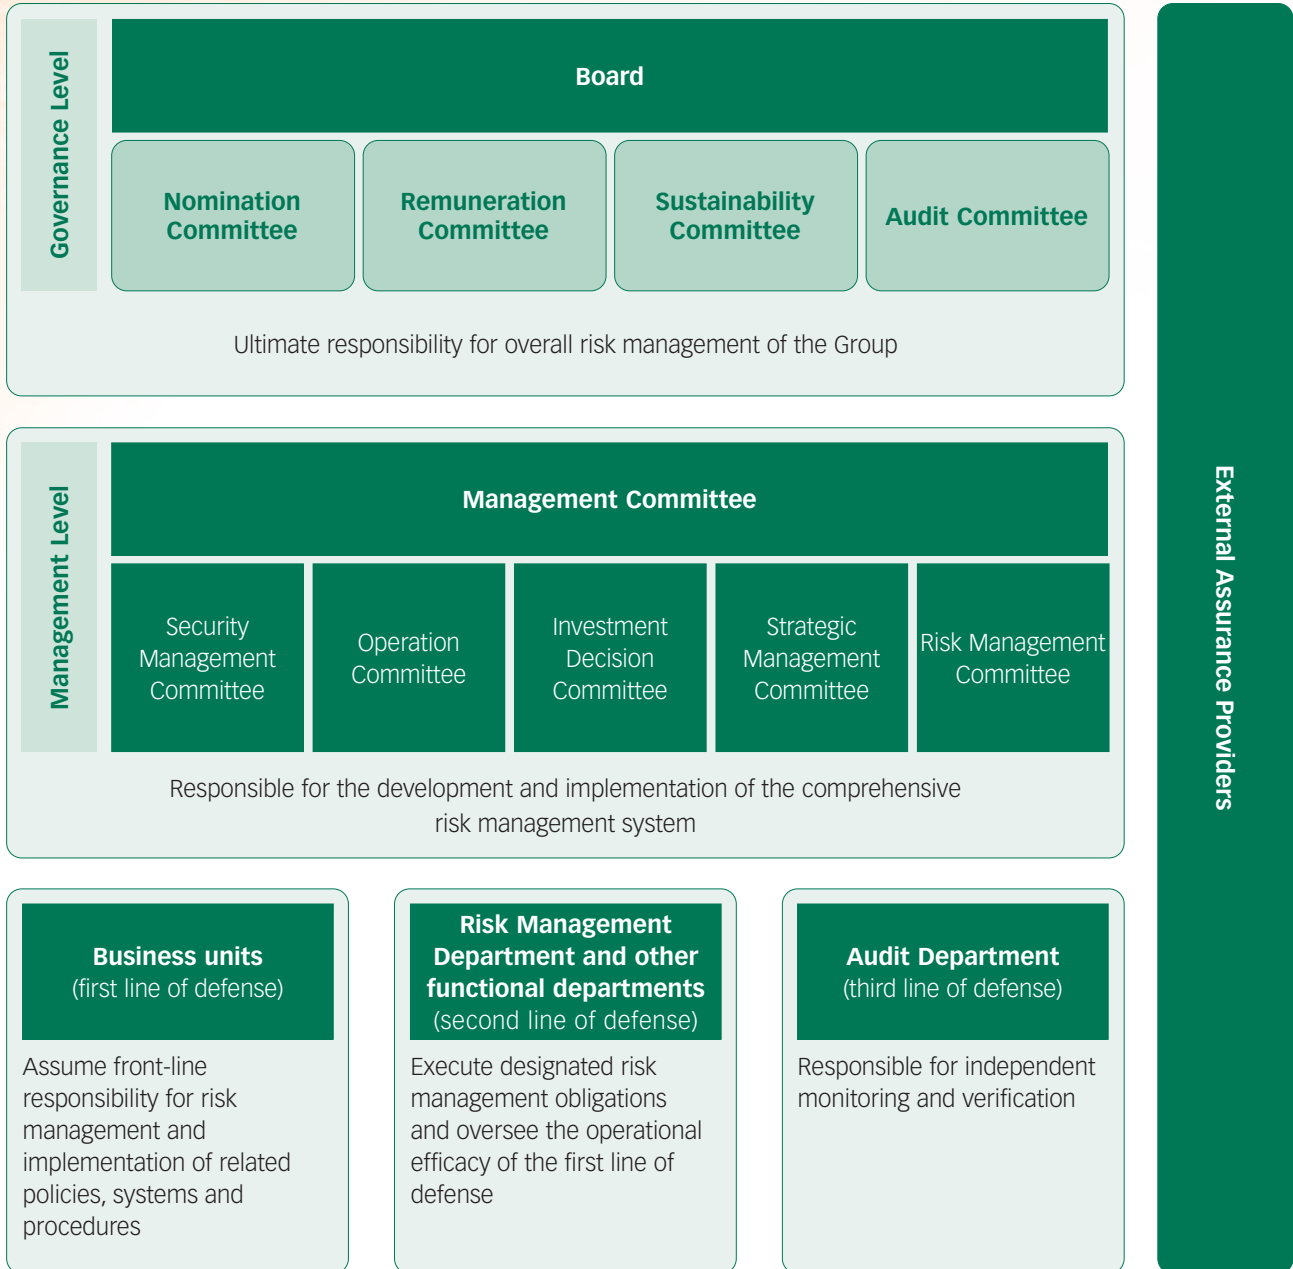 Governance Level
Board
Nomination
Committee
Remuneration
Committee
Sustainability
Committee
Audit Committee
Ultimate responsibility for overall risk management of the Group
Management Level
Management Committee
Security
Management
Committee
Operation
Committee
Investment
Decision
Committee
Strategic
Management
Committee
Risk Management
Committee
Responsible for the development and implementation of the comprehensive
risk management system
Business units
(first line of defense)
Assume front-line
responsibility for risk
management and
implementation of related
policies, systems and
procedures
Risk Management
Department and other
functional departments
(second line of defense)
Execute designated risk
management obligations
and oversee the operational
efficacy of the first line of
defense
Audit Department
(third line of defense)
Responsible for independent
monitoring and verification
External Assurance Providers